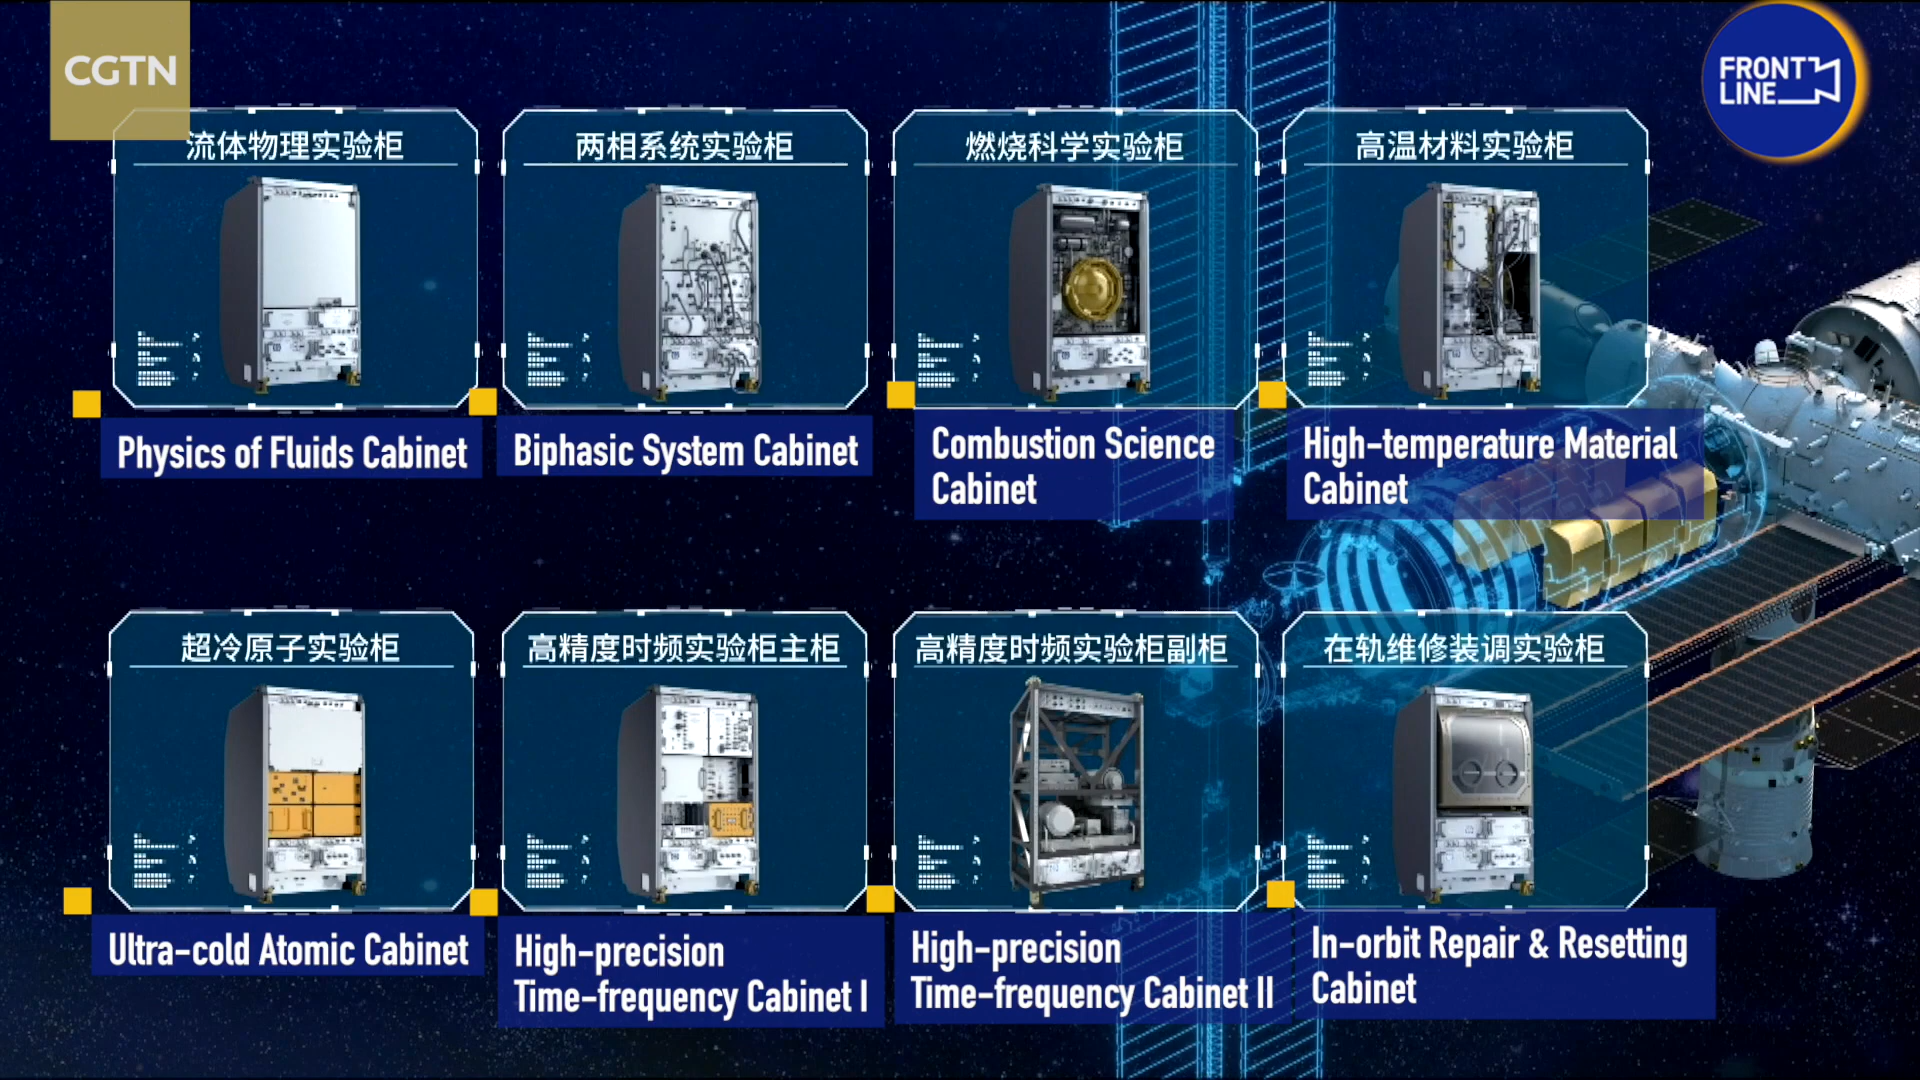 CGTN
FRONT
LINE
流体物理实验柜
两相系统实验柜
燃烧科学实验柜
高温材料实验柜
Physics of Fluids Cabinet
Biphasic System Cabinet
Combustion Science
Cabinet
High-temperature Material
Cabinet
超冷原子实验柜
高精度时频实验柜主柜
高精度时频实验柜副柜
在轨维修装调实验柜
Ultra-cold Atomic Cabinet
High-precision
Time-frequency Cabinet I
High-precision
Time-frequency Cabinet II
In-orbit Repair & Resetting
Cabinet